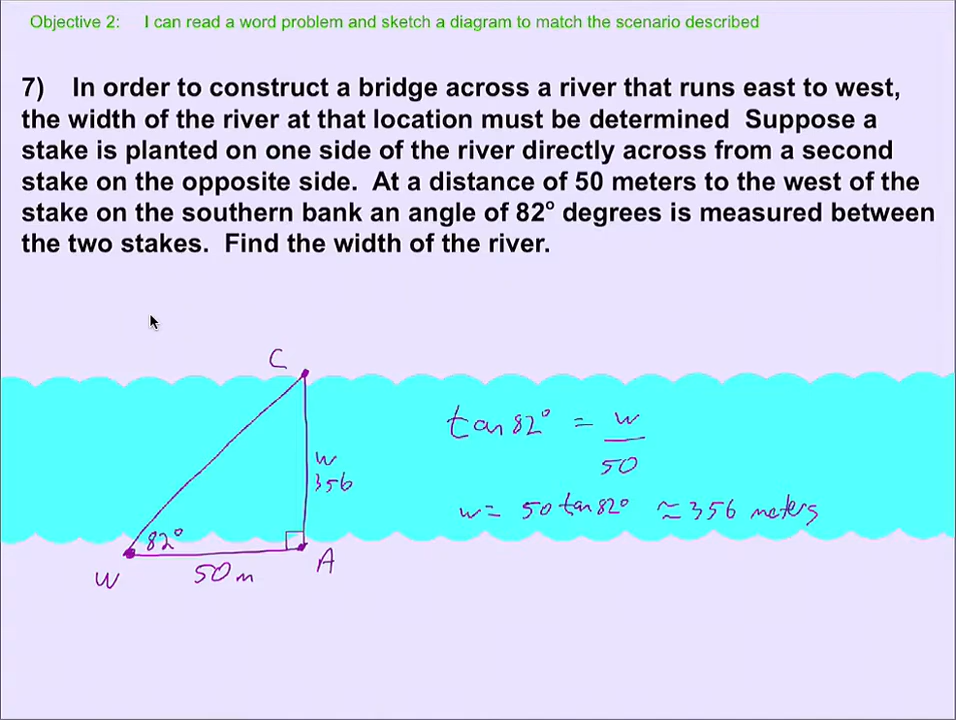 Objective 2: I can read a word problem and sketch a diagram to match the scenario described
7) In order to construct a bridge across a river that runs east to west,
the width of the river at that location must be determined Suppose a
stake is planted on one side of the river directly across from a second
stake on the opposite side. At a distance of 50 meters to the west of the
stake on the southern bank an angle of 82° degrees is measured between
the two stakes. Find the width of the river.
C
tan 82° = w
50
w
356
w = 50 tan 82° ≈ 356 meters
82°
W
50 m
A